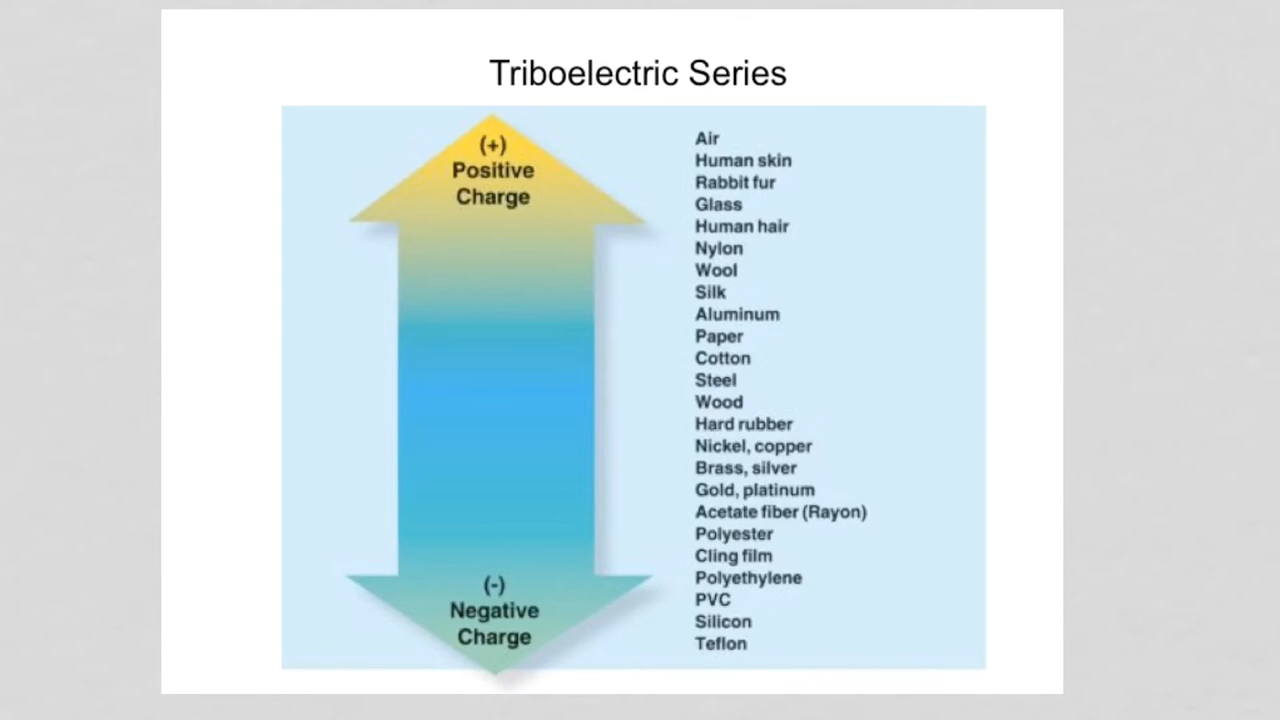 Triboelectric Series
(+)
Positive
Charge
Air
Human skin
Rabbit fur
Glass
Human hair
Nylon
Wool
Silk
Aluminum
Paper
Cotton
Steel
Wood
Hard rubber
Nickel, copper
Brass, silver
Gold, platinum
Acetate fiber (Rayon)
Polyester
Cling film
Polyethylene
PVC
Silicon
Teflon
(-)
Negative
Charge